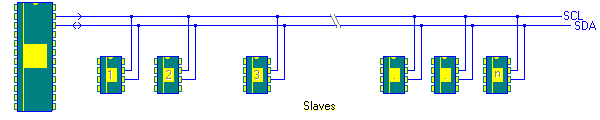 SCL
SDA
1 2 3 . . n
Slaves